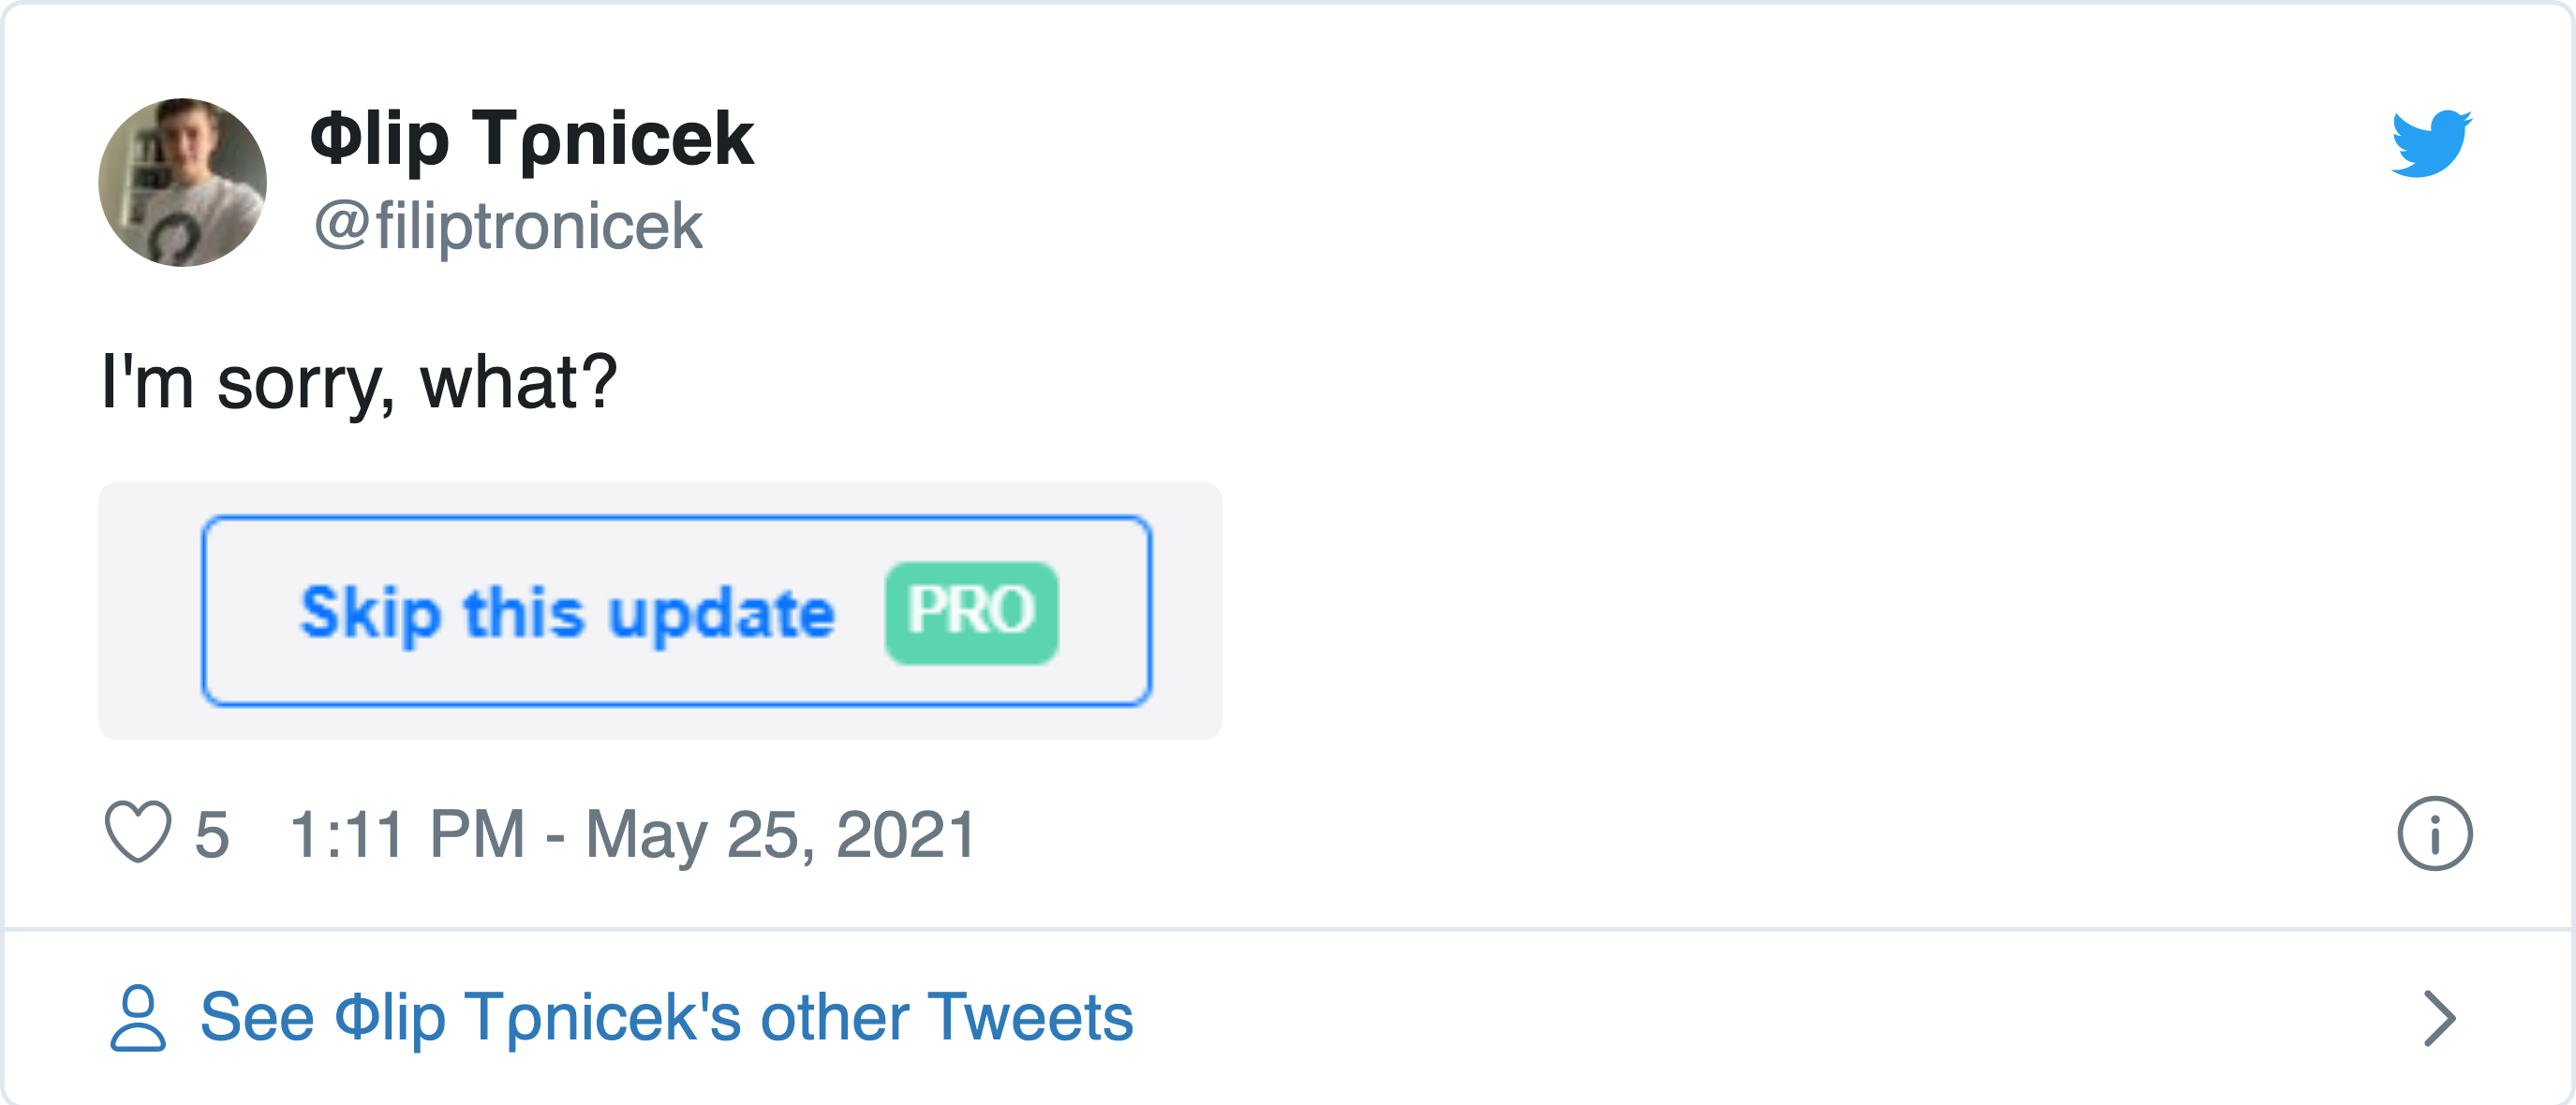 Φlip Tρnicek
@filiptronicek
I'm sorry, what?
Skip this update PRO
5 1:11 PM - May 25, 2021
See Φlip Tρnicek's other Tweets